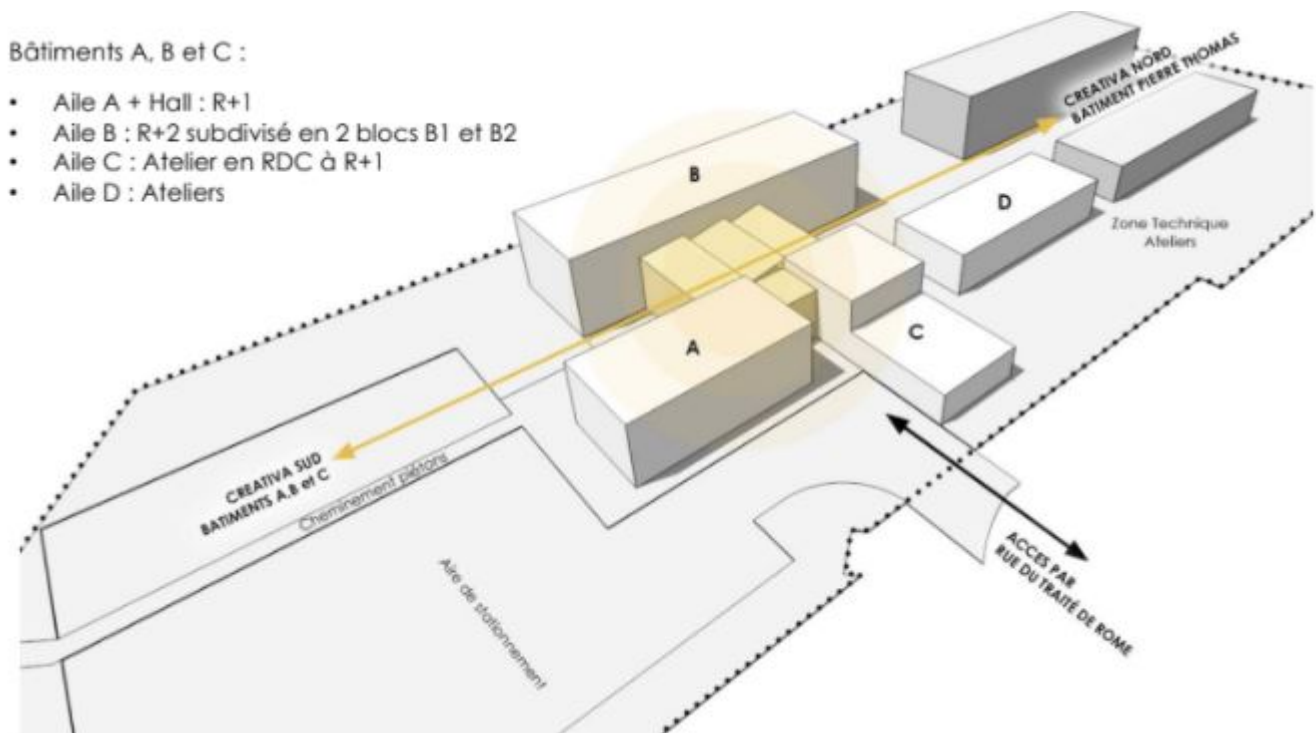 Bâtiments A, B et C :
• Aile A + Hall : R+1
• Aile B : R+2 subdivisé en 2 blocs B1 et B2
• Aile C : Atelier en RDC à R+1
• Aile D : Ateliers
CREATIVA NORD
BATIMENT PIERRE THOMAS
B
D
Zone Technique
Ateliers
A
C
CREATIVA SUD
BATIMENTS A,B et C
Cheminement piétons
Aire de stationnement
ACCES PAR
RUE DU TRAITÉ DE ROME